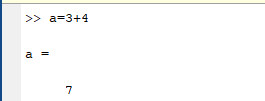 >> a=3+4
a =
7